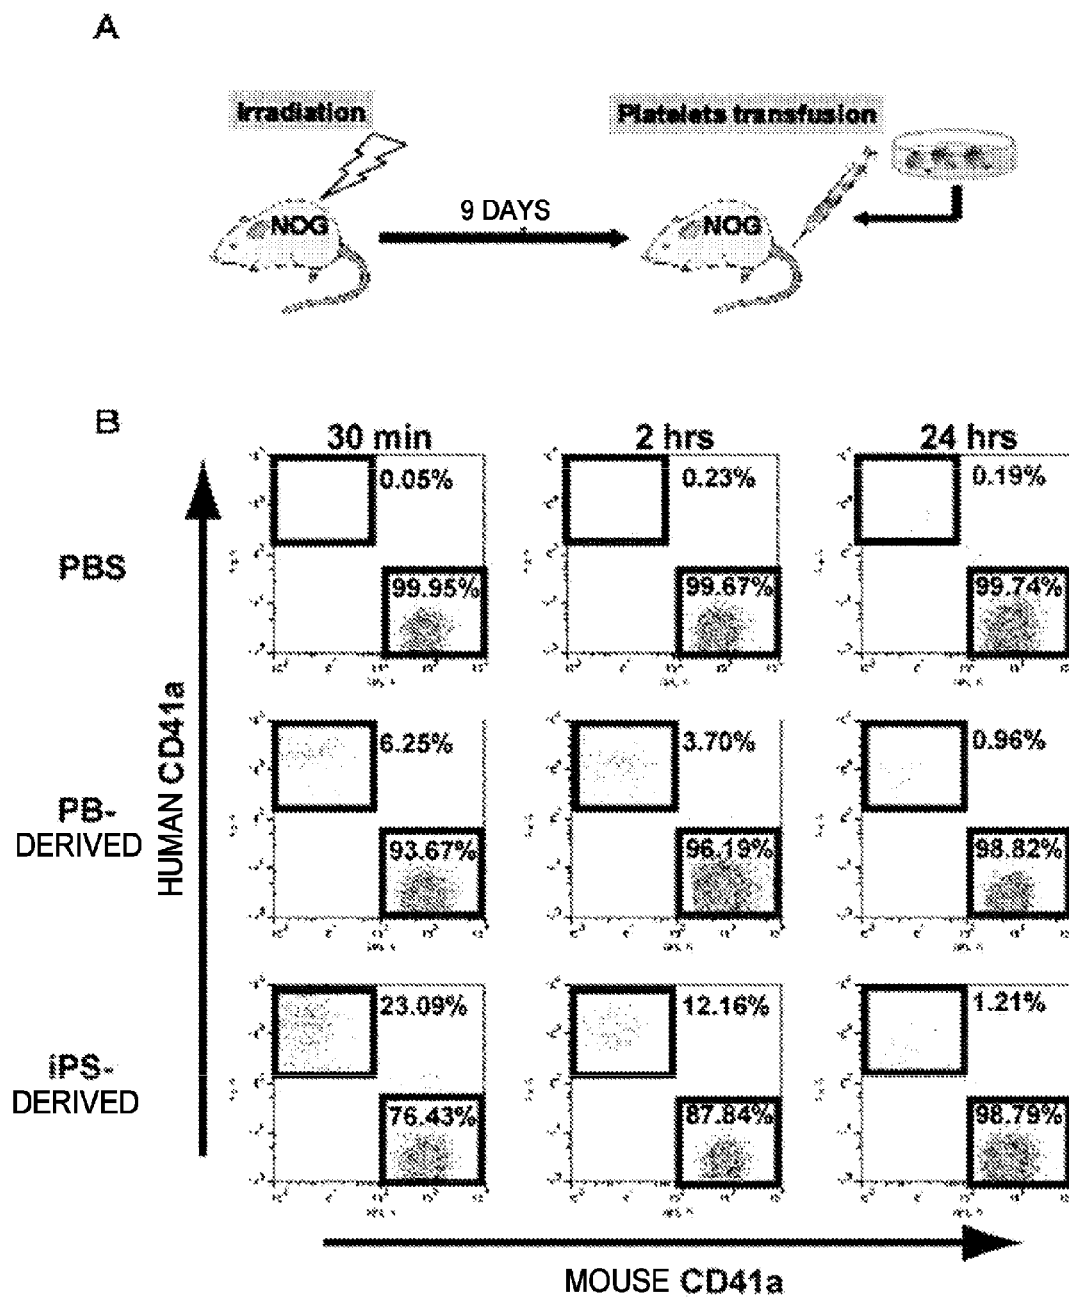 A
Irradiation
Platelets transfusion
NOG
9 DAYS
NOG
B
30 min
2 hrs
24 hrs
HUMAN CD41a
PBS
0.05%
0.23%
0.19%
99.95%
99.67%
99.74%
PB-
DERIVED
6.25%
3.70%
0.96%
93.67%
96.19%
98.82%
iPS-
DERIVED
23.09%
12.16%
1.21%
76.43%
87.84%
98.79%
MOUSE CD41a